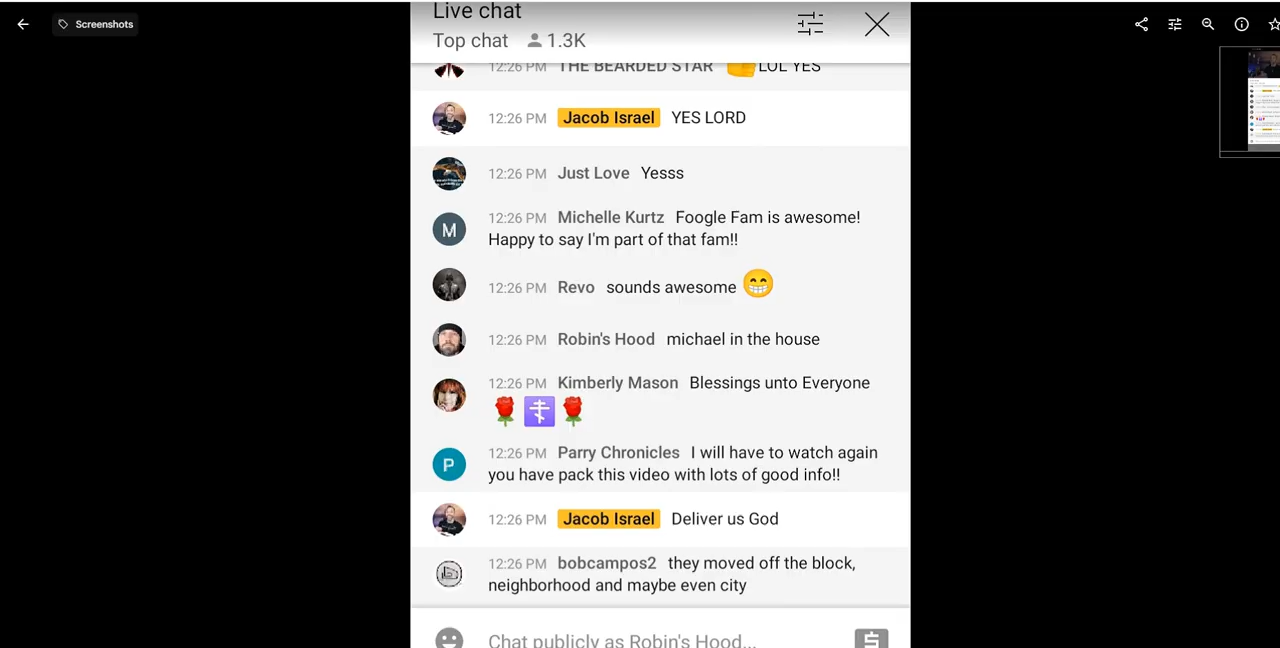 Screenshots
Live chat
Top chat 1.3K
12:26 PM THE BEARDED STAR 👍LOL YES
12:26 PM Jacob Israel YES LORD
12:26 PM Just Love Yesss
12:26 PM Michelle Kurtz Foogle Fam is awesome!
Happy to say I'm part of that fam!!
12:26 PM Revo sounds awesome 😁
12:26 PM Robin's Hood michael in the house
12:26 PM Kimberly Mason Blessings unto Everyone
🌹☦️🌹
12:26 PM Parry Chronicles I will have to watch again
you have pack this video with lots of good info!!
12:26 PM Jacob Israel Deliver us God
12:26 PM bobcampos2 they moved off the block,
neighborhood and maybe even city
Chat publicly as Robin's Hood...